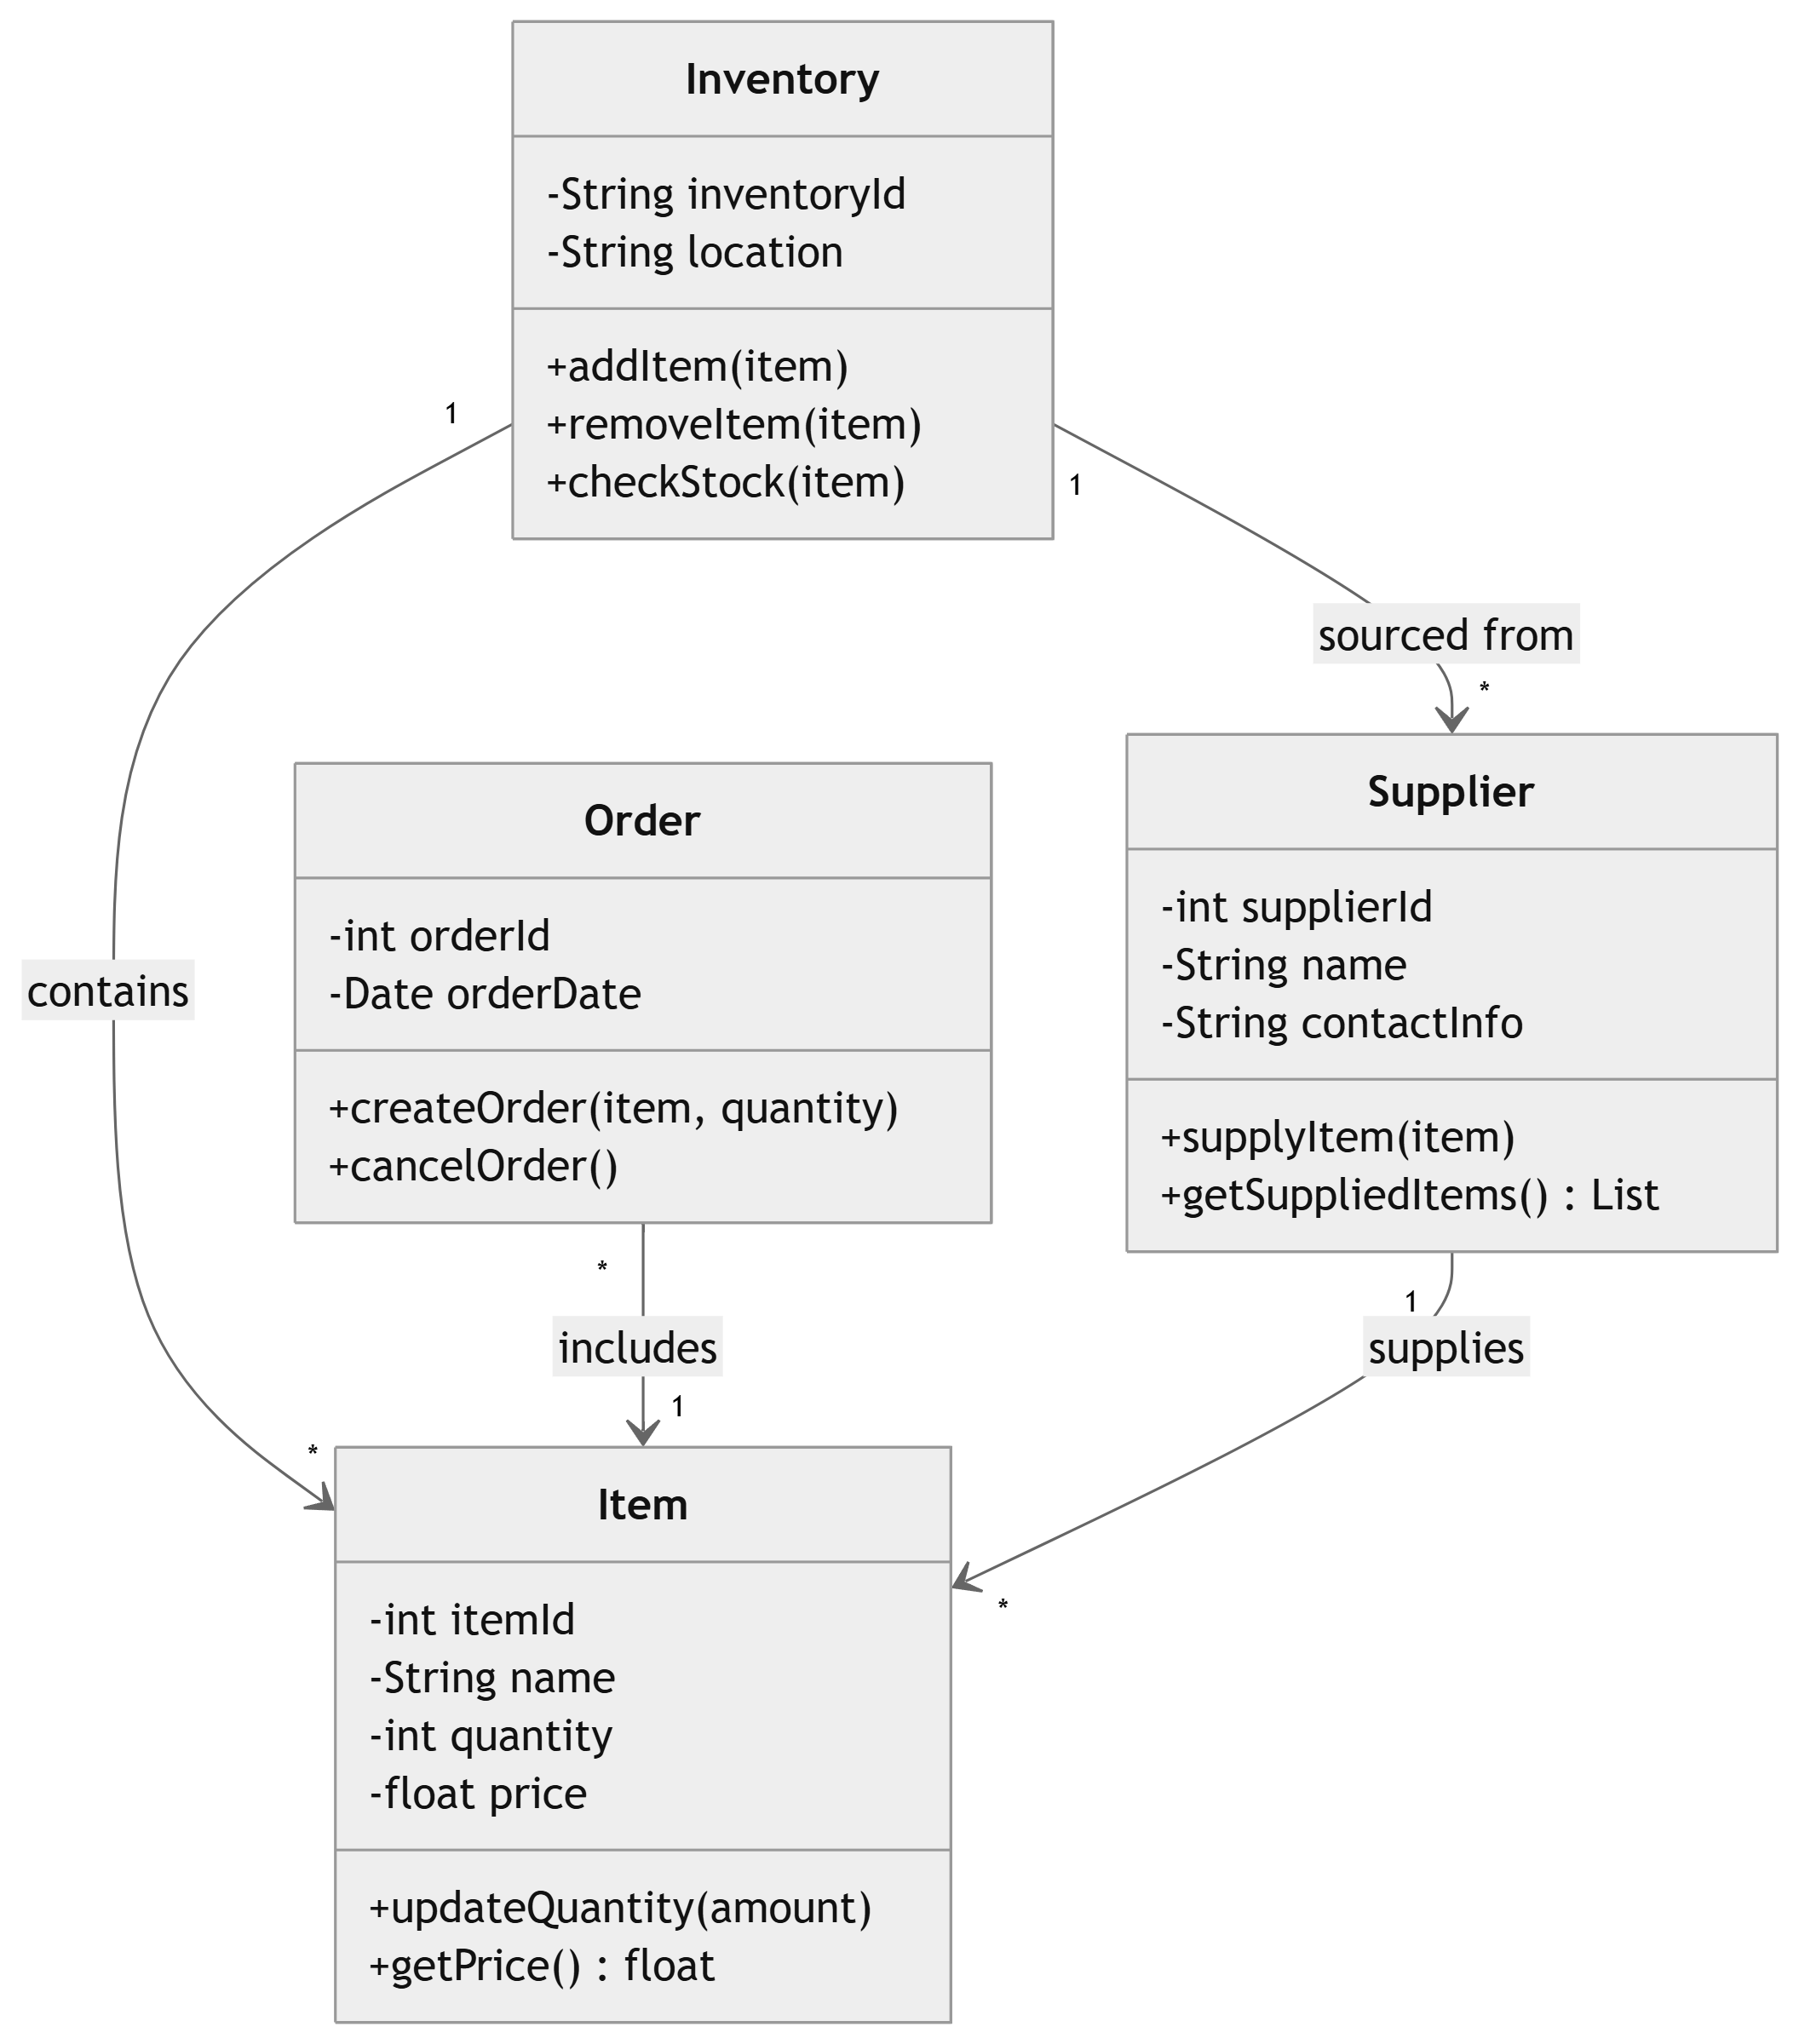 Inventory
-String inventoryId
-String location
+addItem(item)
+removeItem(item)
+checkStock(item)
1
1
sourced from
*
Order
-int orderId
-Date orderDate
+createOrder(item, quantity)
+cancelOrder()
Supplier
-int supplierId
-String name
-String contactInfo
+supplyItem(item)
+getSuppliedItems() : List
contains
*
includes
1
1
supplies
*
*
Item
-int itemId
-String name
-int quantity
-float price
+updateQuantity(amount)
+getPrice() : float